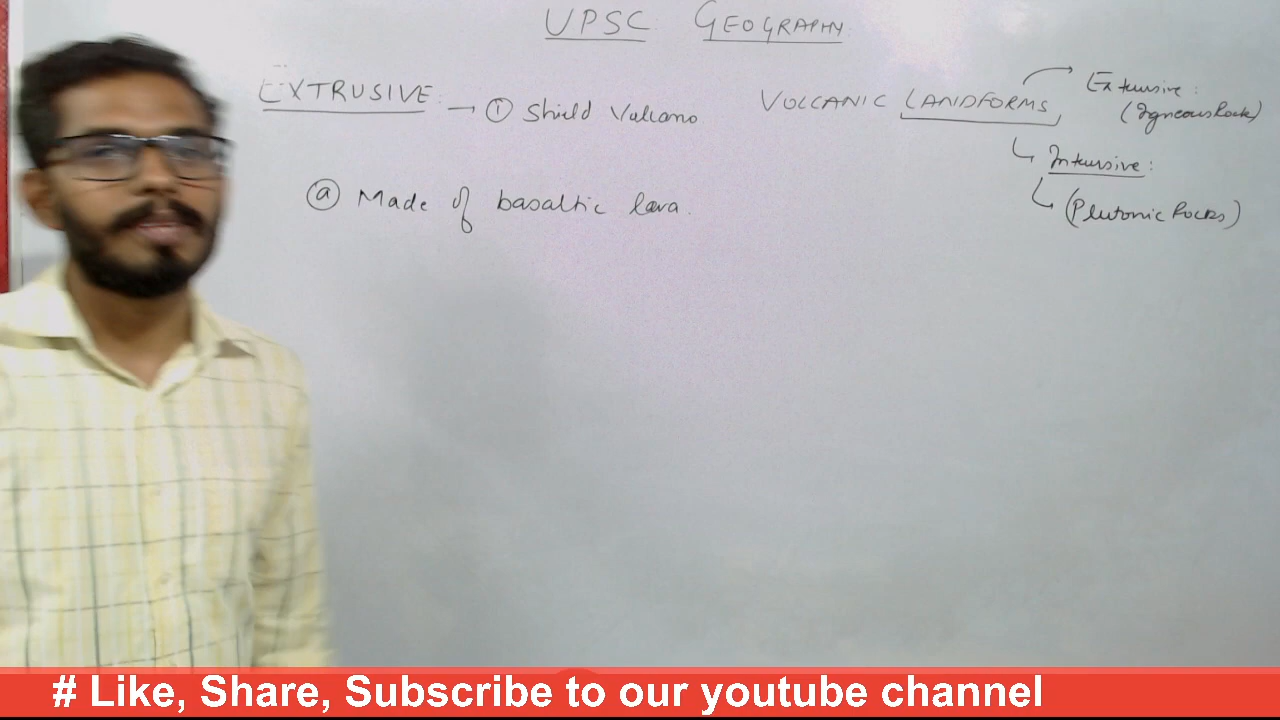 UPSC GEOGRAPHY
EXTRUSIVE: → ① Shield Volcano
VOLCANIC LANDFORMS
Extrusive:
(Igneous Rock)
Intrusive:
(Plutonic Rocks)
ⓐ Made of basaltic lava.
# Like, Share, Subscribe to our youtube channel